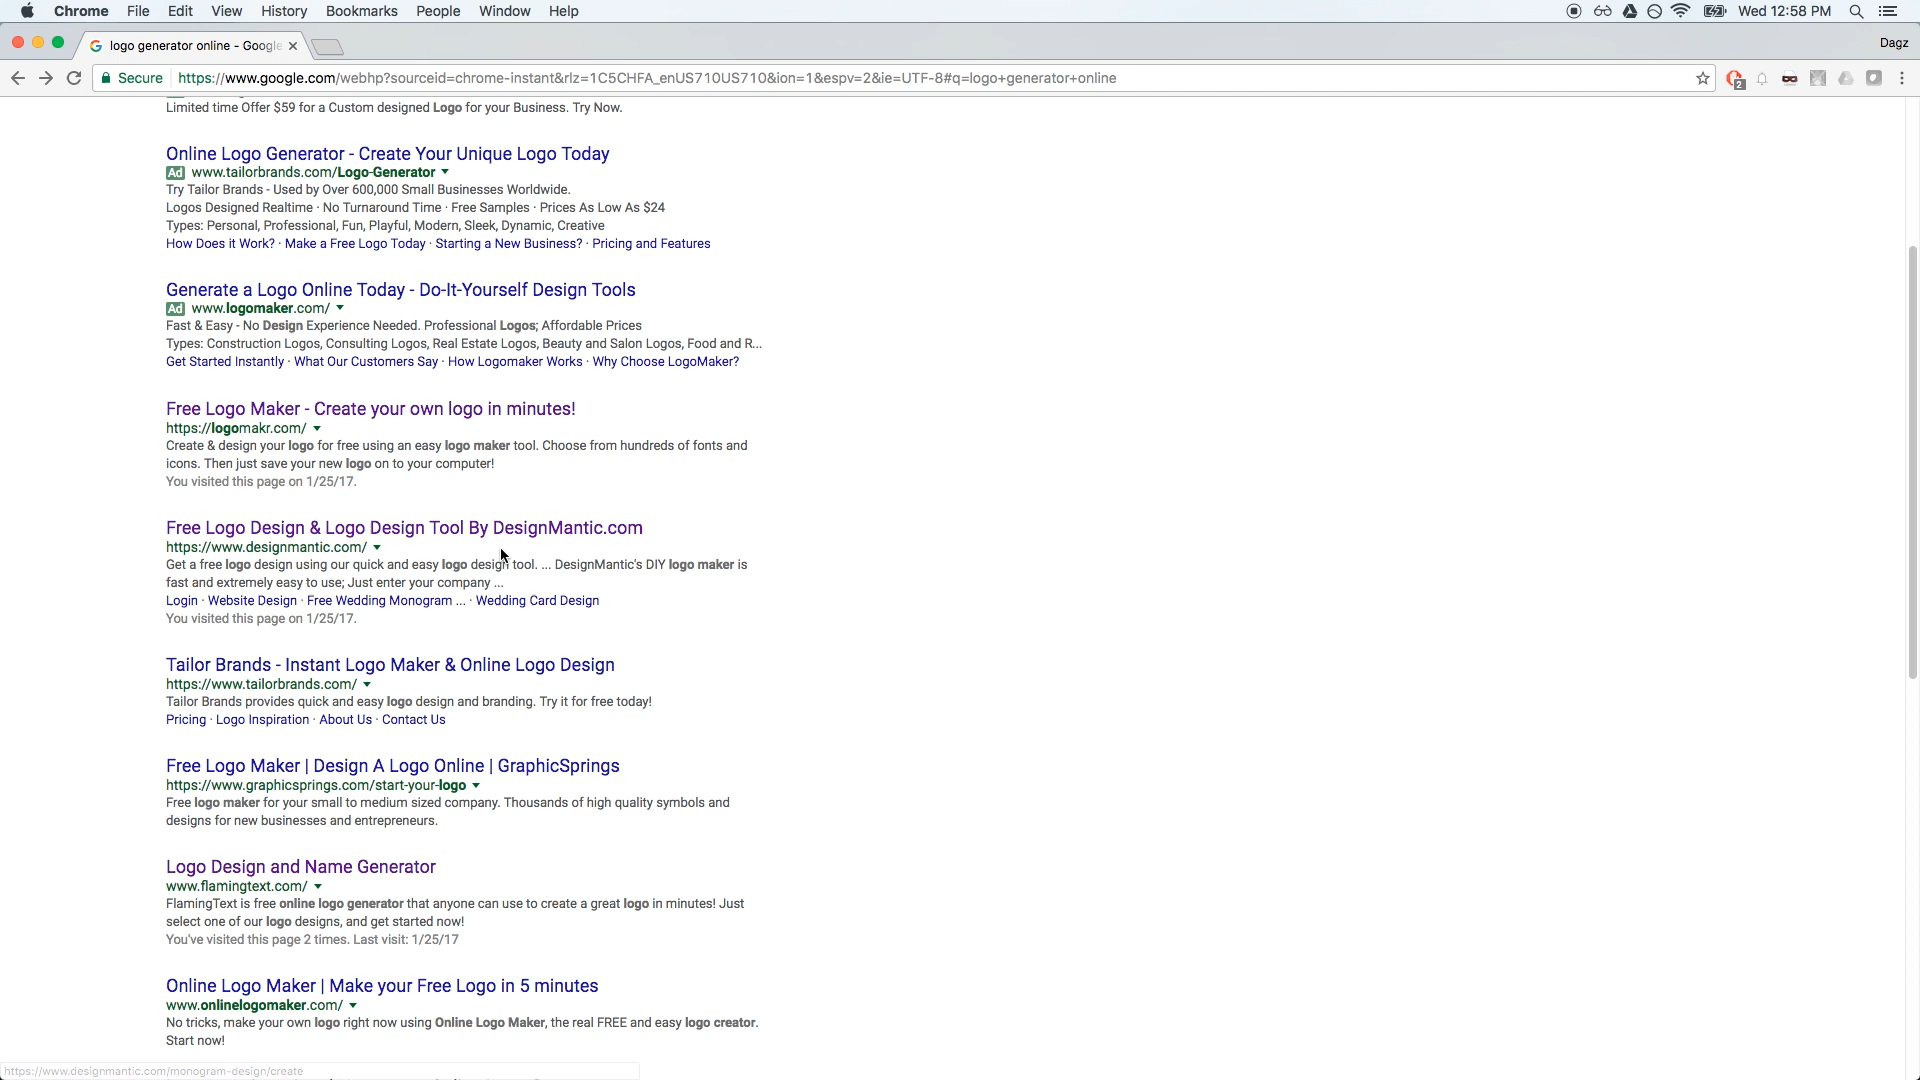 Chrome File Edit View History Bookmarks People Window Help Wed 12:58 PM
logo generator online - Google Dagz
Secure https://www.google.com/webhp?sourceid=chrome-instant&rlz=1C5CHFA_enUS710US710&ion=1&espv=2&ie=UTF-8#q=logo+generator+online
2
Limited time Offer $59 for a Custom designed Logo for your Business. Try Now.
Online Logo Generator - Create Your Unique Logo Today
Ad www.tailorbrands.com/Logo-Generator
Try Tailor Brands - Used by Over 600,000 Small Businesses Worldwide.
Logos Designed Realtime · No Turnaround Time · Free Samples · Prices As Low As $24
Types: Personal, Professional, Fun, Playful, Modern, Sleek, Dynamic, Creative
How Does it Work? · Make a Free Logo Today · Starting a New Business? · Pricing and Features
Generate a Logo Online Today - Do-It-Yourself Design Tools
Ad www.logomaker.com/
Fast & Easy - No Design Experience Needed. Professional Logos; Affordable Prices
Types: Construction Logos, Consulting Logos, Real Estate Logos, Beauty and Salon Logos, Food and R...
Get Started Instantly · What Our Customers Say · How Logomaker Works · Why Choose LogoMaker?
Free Logo Maker - Create your own logo in minutes!
https://logomakr.com/
Create & design your logo for free using an easy logo maker tool. Choose from hundreds of fonts and
icons. Then just save your new logo on to your computer!
You visited this page on 1/25/17.
Free Logo Design & Logo Design Tool By DesignMantic.com
https://www.designmantic.com/
Get a free logo design using our quick and easy logo design tool. ... DesignMantic's DIY logo maker is
fast and extremely easy to use; Just enter your company ...
Login · Website Design · Free Wedding Monogram ... · Wedding Card Design
You visited this page on 1/25/17.
Tailor Brands - Instant Logo Maker & Online Logo Design
https://www.tailorbrands.com/
Tailor Brands provides quick and easy logo design and branding. Try it for free today!
Pricing · Logo Inspiration · About Us · Contact Us
Free Logo Maker | Design A Logo Online | GraphicSprings
https://www.graphicsprings.com/start-your-logo
Free logo maker for your small to medium sized company. Thousands of high quality symbols and
designs for new businesses and entrepreneurs.
Logo Design and Name Generator
www.flamingtext.com/
FlamingText is free online logo generator that anyone can use to create a great logo in minutes! Just
select one of our logo designs, and get started now!
You've visited this page 2 times. Last visit: 1/25/17
Online Logo Maker | Make your Free Logo in 5 minutes
www.onlinelogomaker.com/
No tricks, make your own logo right now using Online Logo Maker, the real FREE and easy logo creator.
Start now!
https://www.designmantic.com/monogram-design/create